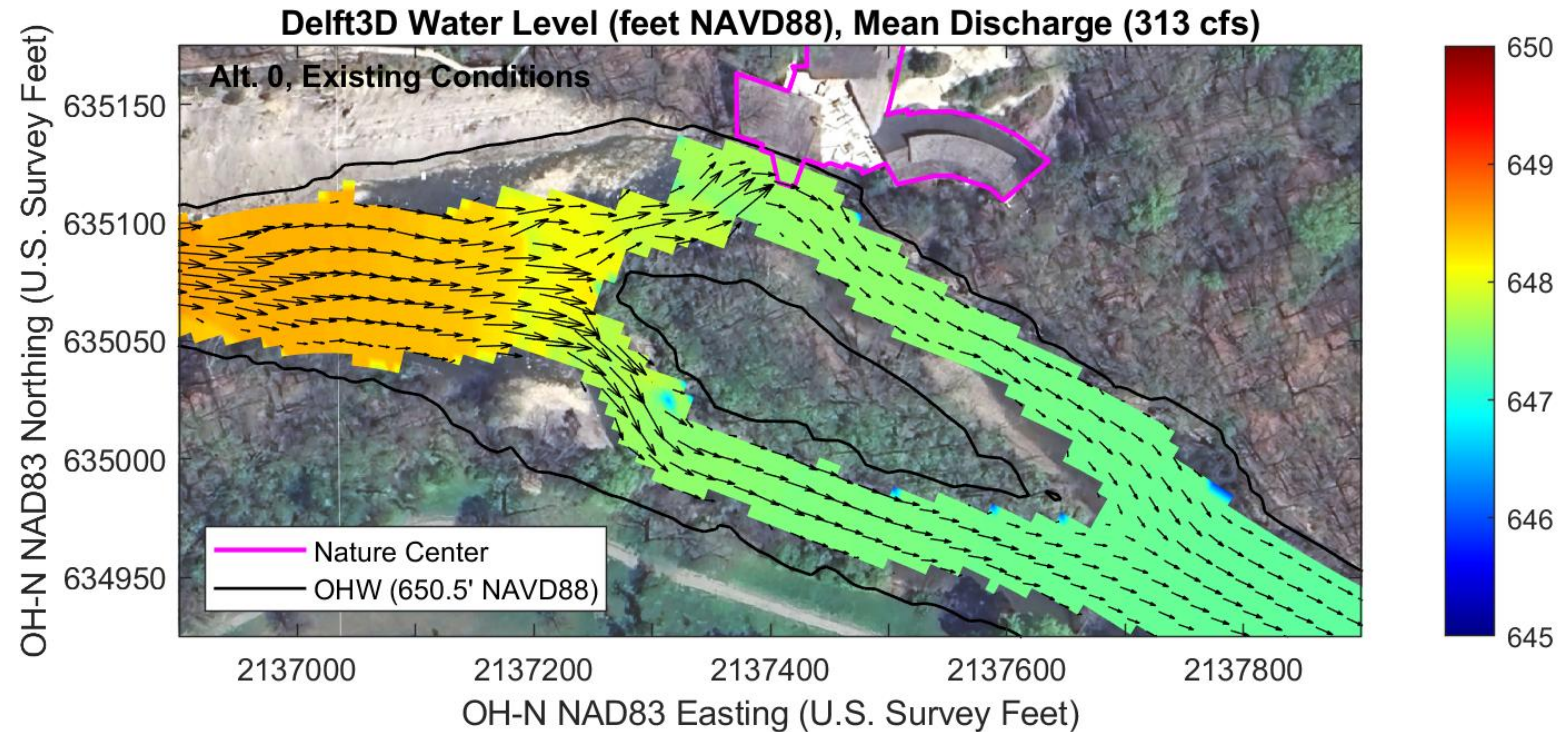 Delft3D Water Level (feet NAVD88), Mean Discharge (313 cfs)
Alt. 0, Existing Conditions
OH-N NAD83 Northing (U.S. Survey Feet)
635150
635100
635050
635000
634950
Nature Center
OHW (650.5' NAVD88)
2137000
2137200
2137400
2137600
2137800
OH-N NAD83 Easting (U.S. Survey Feet)
650
649
648
647
646
645